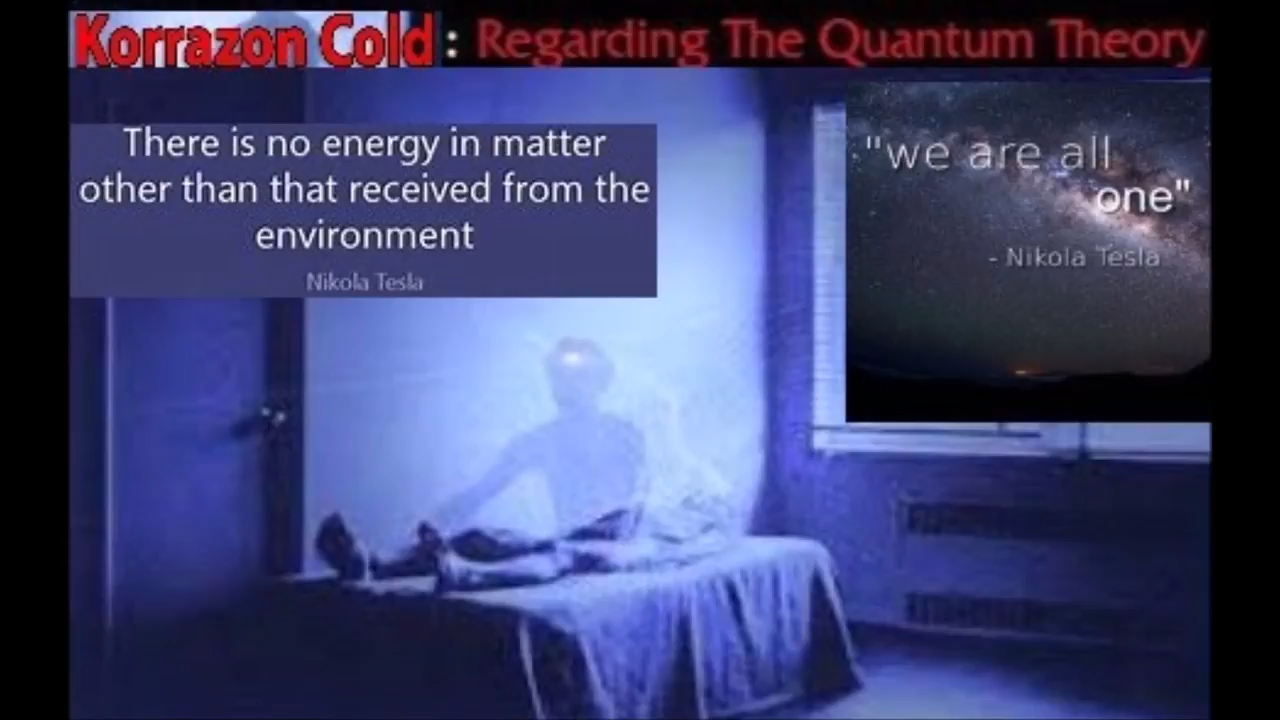 Korrazon Cold : Regarding The Quantum Theory
There is no energy in matter
other than that received from the
environment
Nikola Tesla
"we are all
one"
- Nikola Tesla